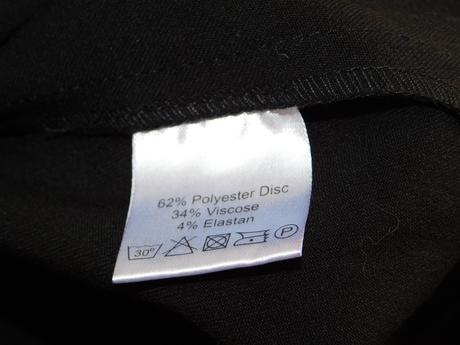 62% Polyester Disc
34% Viscose
4% Elastan
30° P